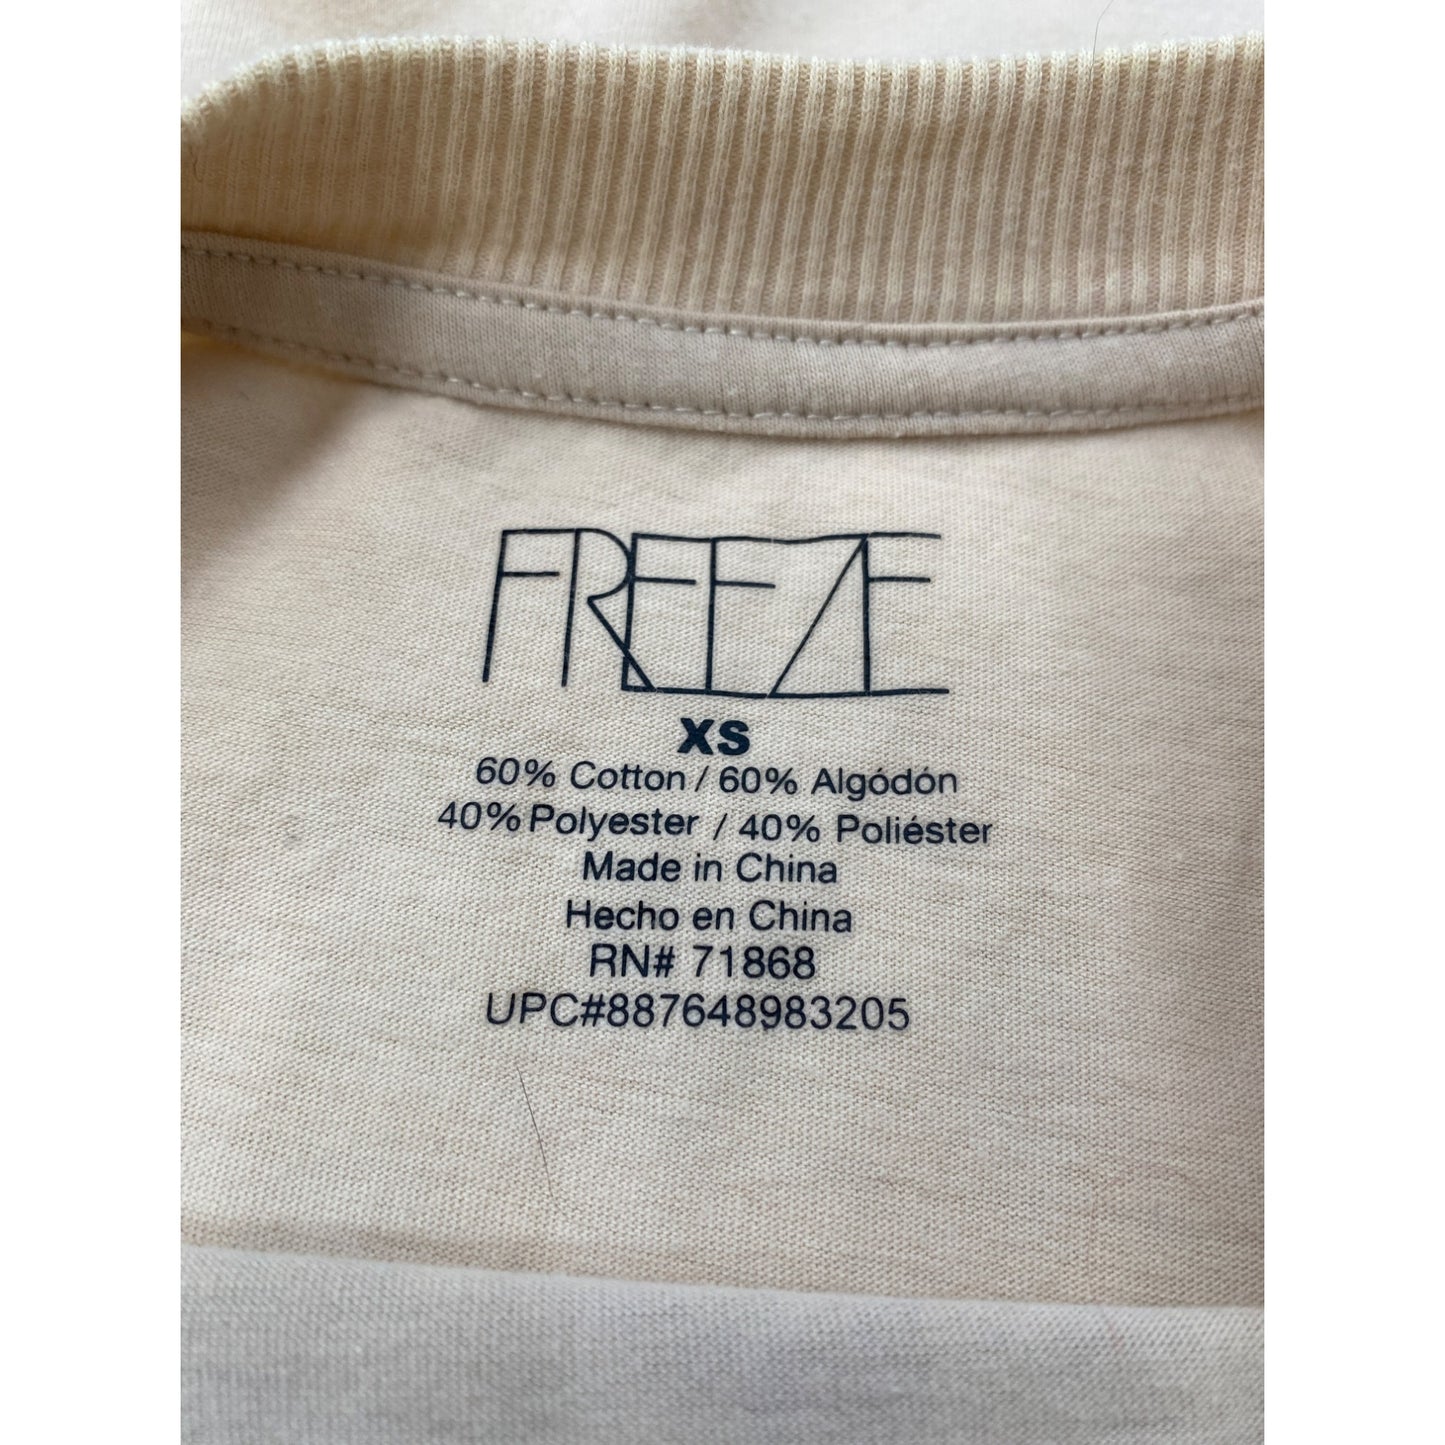 FREEZE
XS
60% Cotton / 60% Algódón
40% Polyester / 40% Poliéster
Made in China
Hecho en China
RN# 71868
UPC#887648983205